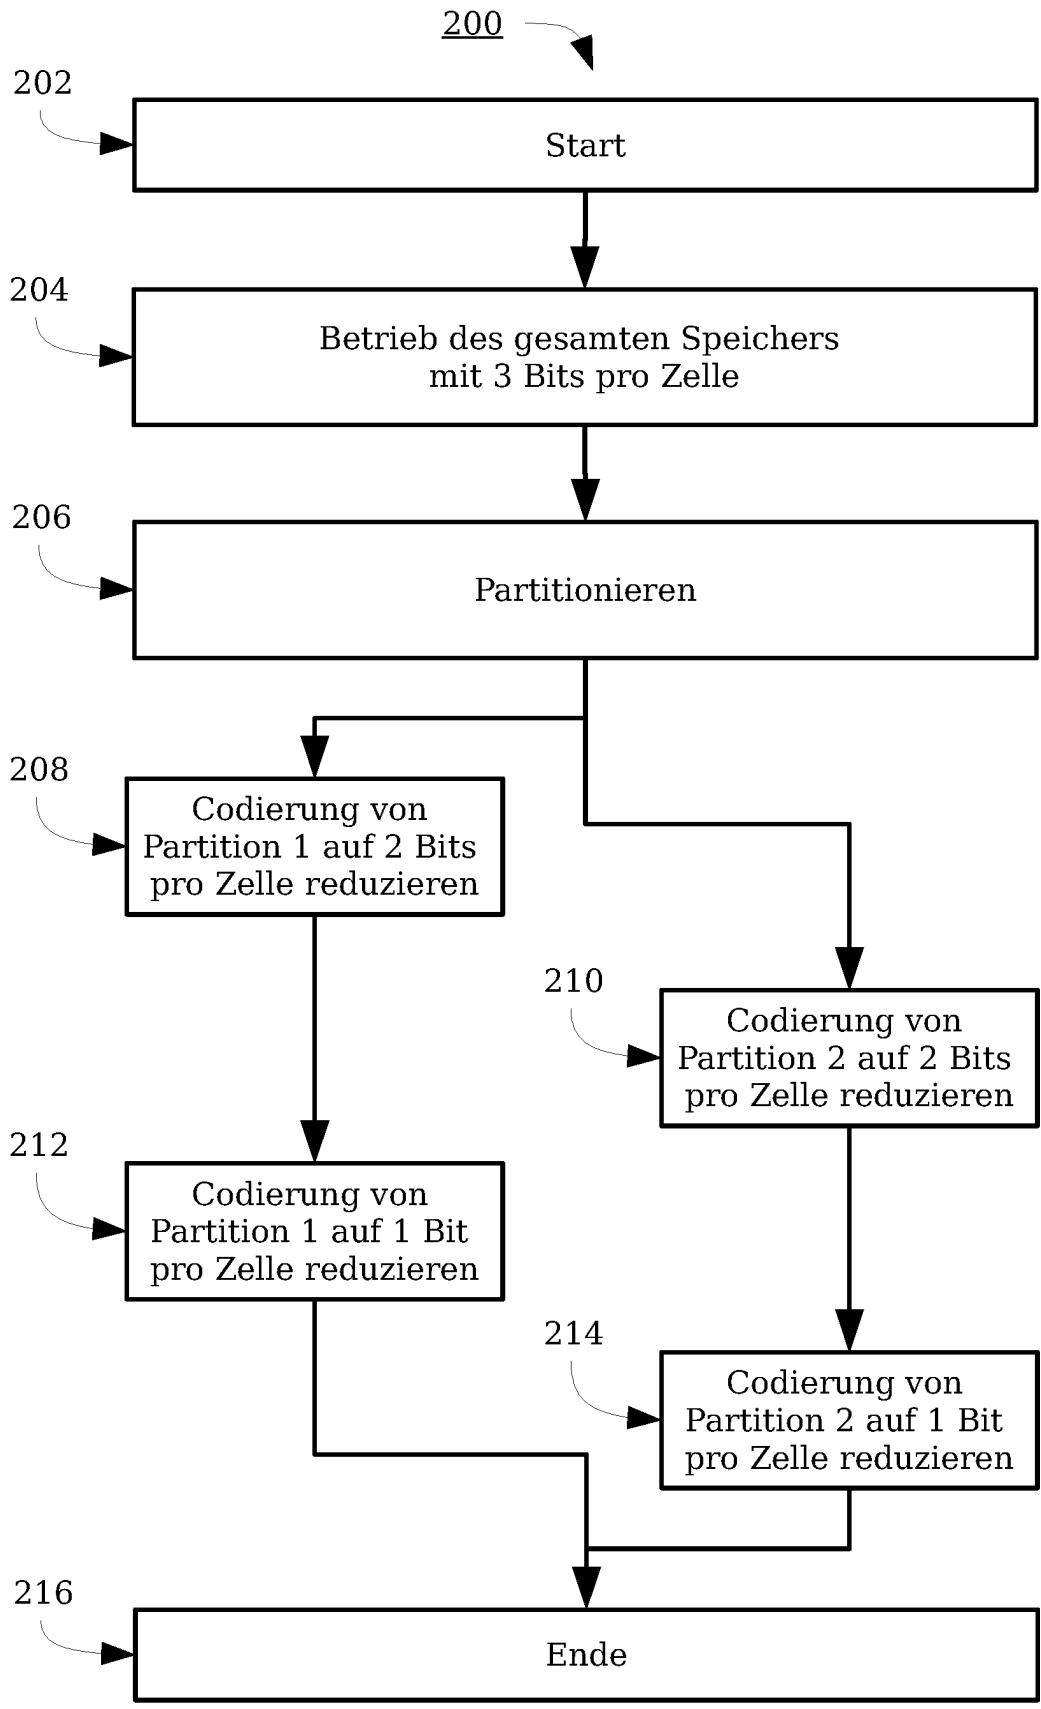 200
202
Start
204
Betrieb des gesamten Speichers
mit 3 Bits pro Zelle
206
Partitionieren
208
Codierung von
Partition 1 auf 2 Bits
pro Zelle reduzieren
210
Codierung von
Partition 2 auf 2 Bits
pro Zelle reduzieren
212
Codierung von
Partition 1 auf 1 Bit
pro Zelle reduzieren
214
Codierung von
Partition 2 auf 1 Bit
pro Zelle reduzieren
216
Ende